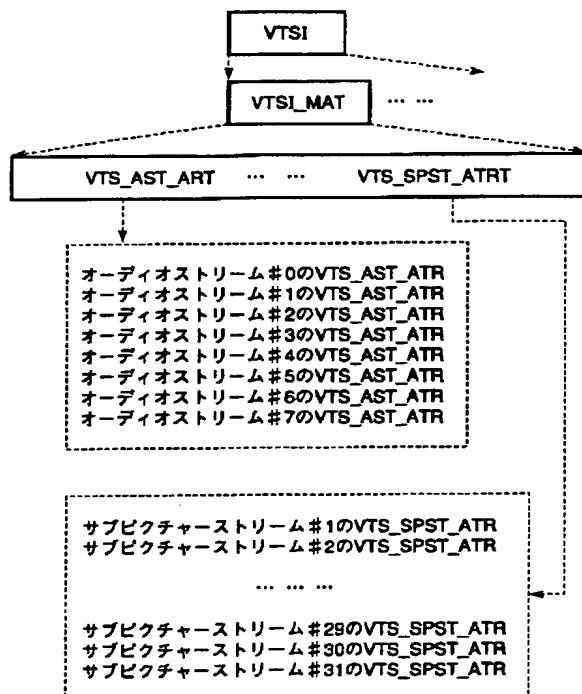 VTSI
VTSI_MAT ... ...
VTS_AST_ART ... ... VTS_SPST_ATRT
オーディオストリーム#0のVTS_AST_ATR
オーディオストリーム#1のVTS_AST_ATR
オーディオストリーム#2のVTS_AST_ATR
オーディオストリーム#3のVTS_AST_ATR
オーディオストリーム#4のVTS_AST_ATR
オーディオストリーム#5のVTS_AST_ATR
オーディオストリーム#6のVTS_AST_ATR
オーディオストリーム#7のVTS_AST_ATR
サブピクチャーストリーム#1のVTS_SPST_ATR
サブピクチャーストリーム#2のVTS_SPST_ATR
... ... ...
サブピクチャーストリーム#29のVTS_SPST_ATR
サブピクチャーストリーム#30のVTS_SPST_ATR
サブピクチャーストリーム#31のVTS_SPST_ATR